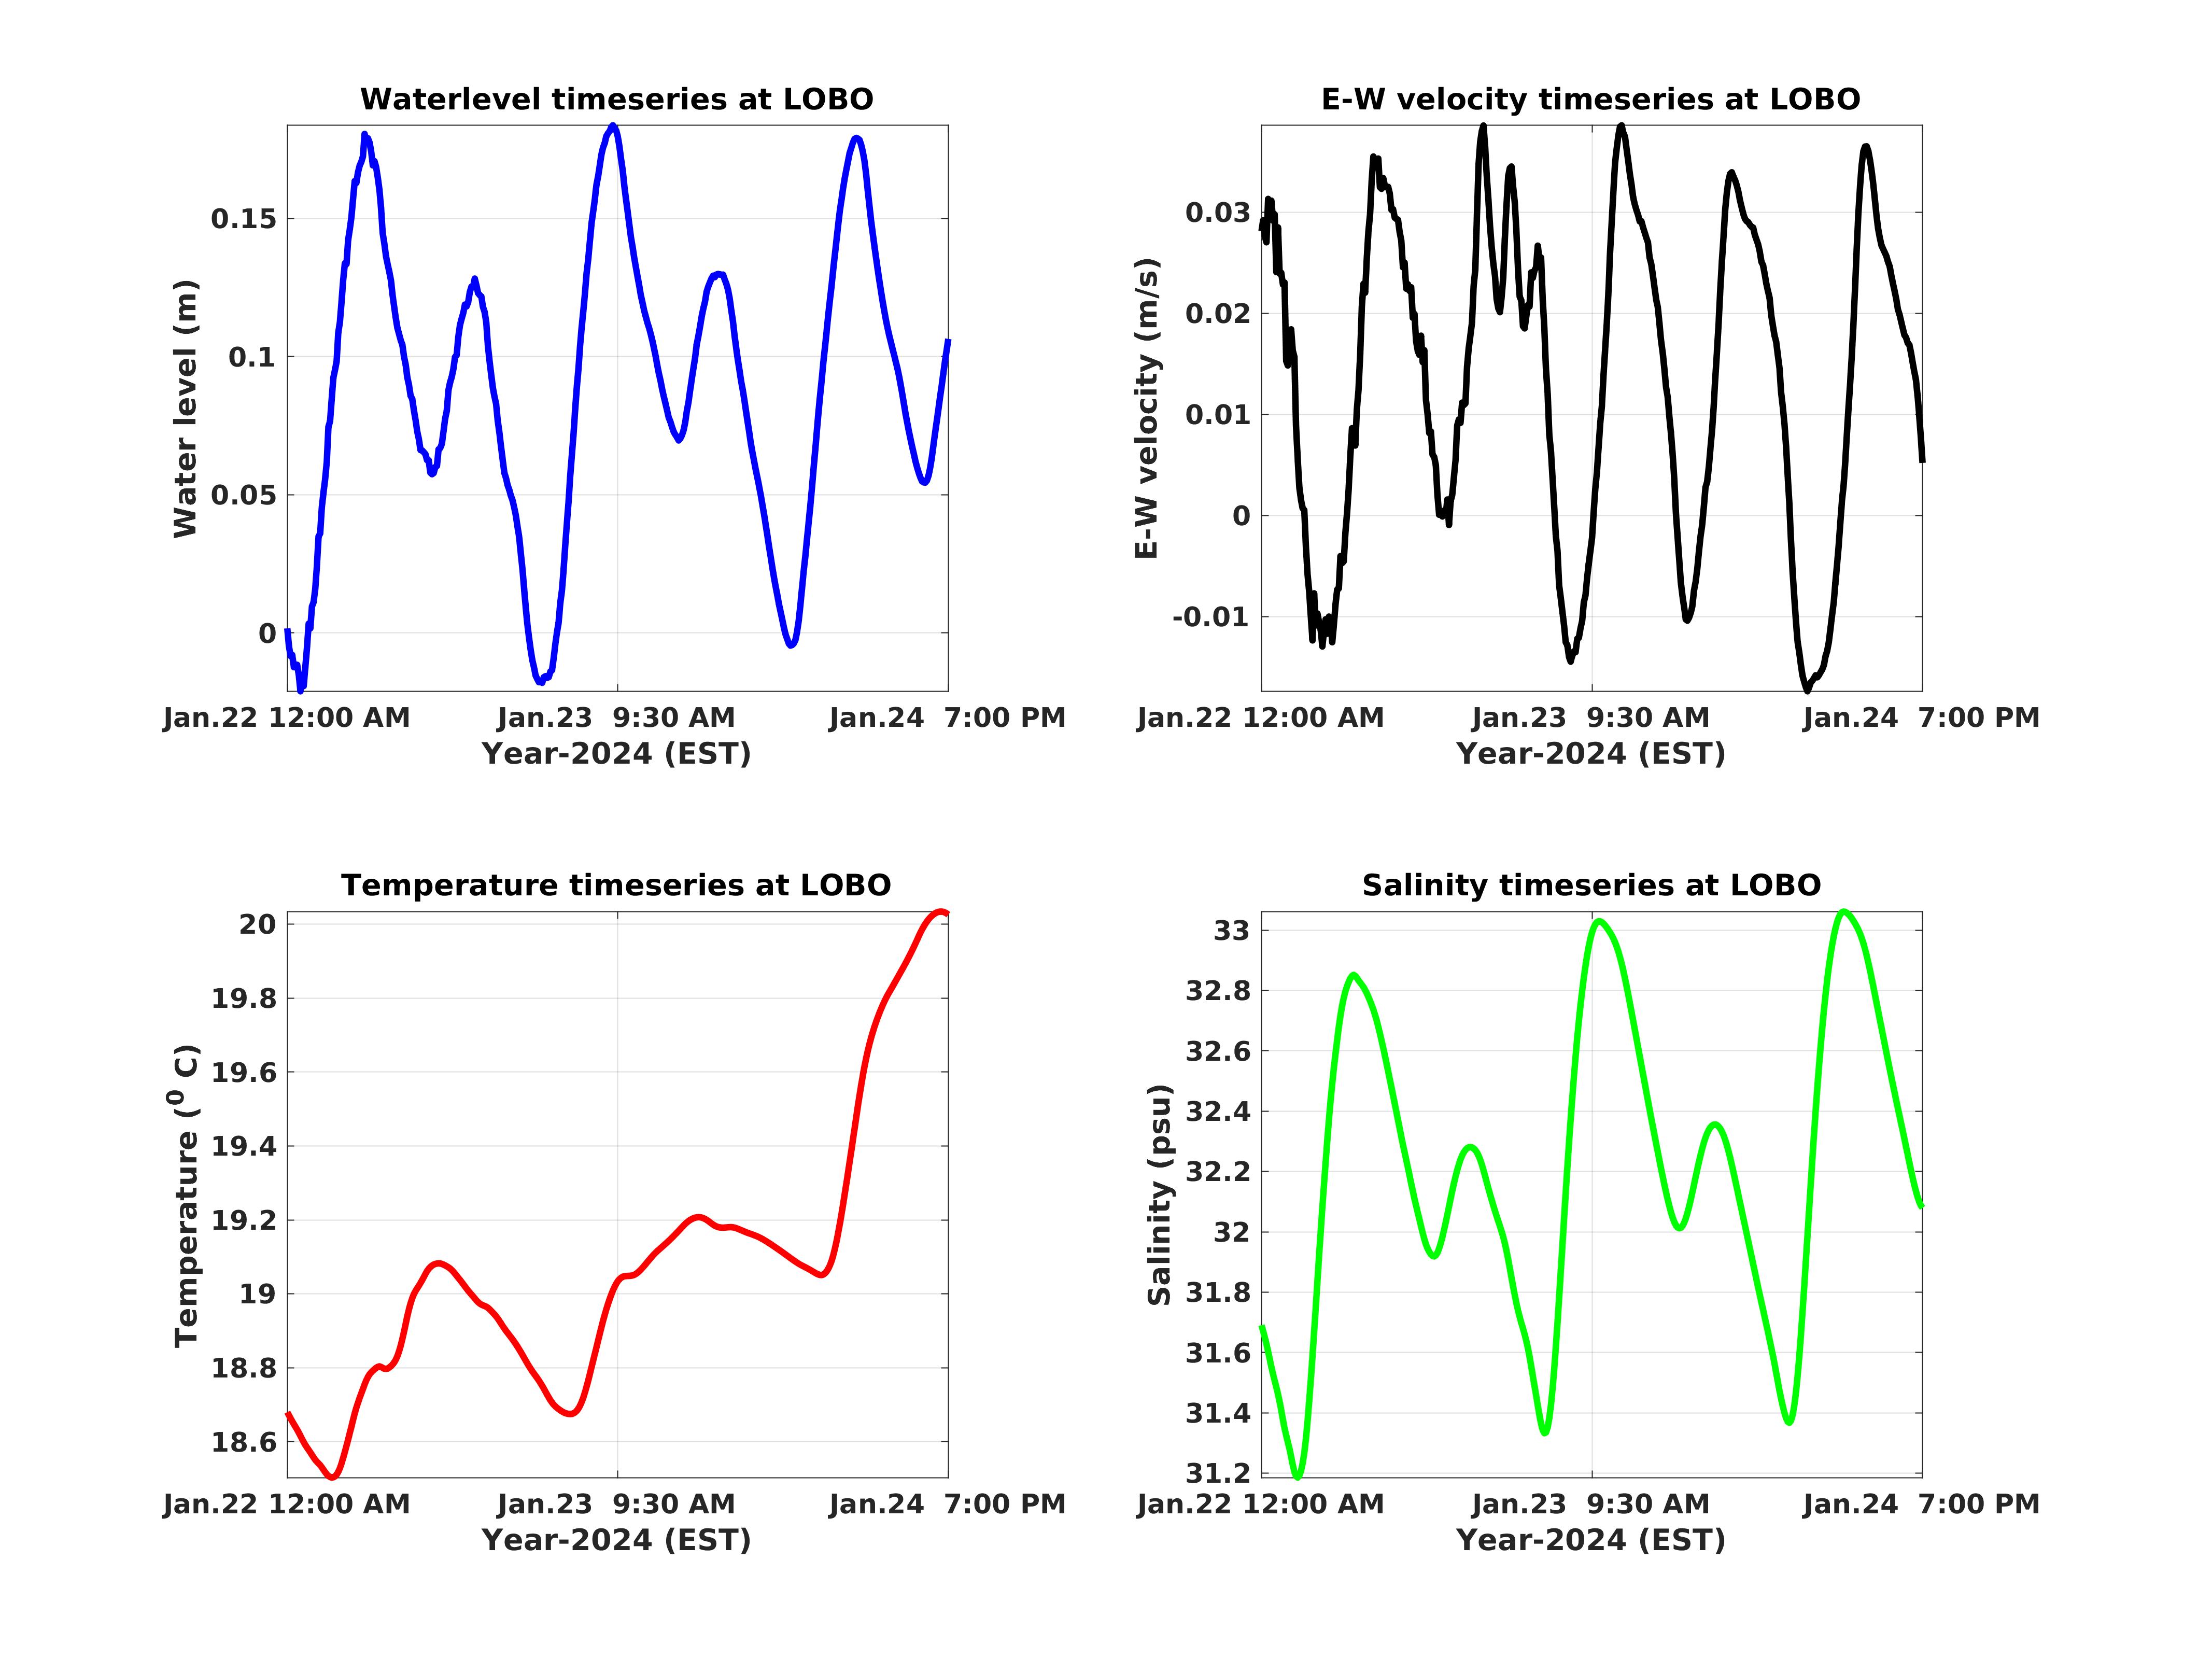 Waterlevel timeseries at LOBO
Water level (m)
0.15
0.1
0.05
0
Jan.22 12:00 AM Jan.23  9:30 AM Jan.24  7:00 PM
Year-2024 (EST)
E-W velocity timeseries at LOBO
E-W velocity (m/s)
0.03
0.02
0.01
0
-0.01
Jan.22 12:00 AM Jan.23  9:30 AM Jan.24  7:00 PM
Year-2024 (EST)
Temperature timeseries at LOBO
Temperature (⁰ C)
20
19.8
19.6
19.4
19.2
19
18.8
18.6
Jan.22 12:00 AM Jan.23  9:30 AM Jan.24  7:00 PM
Year-2024 (EST)
Salinity timeseries at LOBO
Salinity (psu)
33
32.8
32.6
32.4
32.2
32
31.8
31.6
31.4
31.2
Jan.22 12:00 AM Jan.23  9:30 AM Jan.24  7:00 PM
Year-2024 (EST)